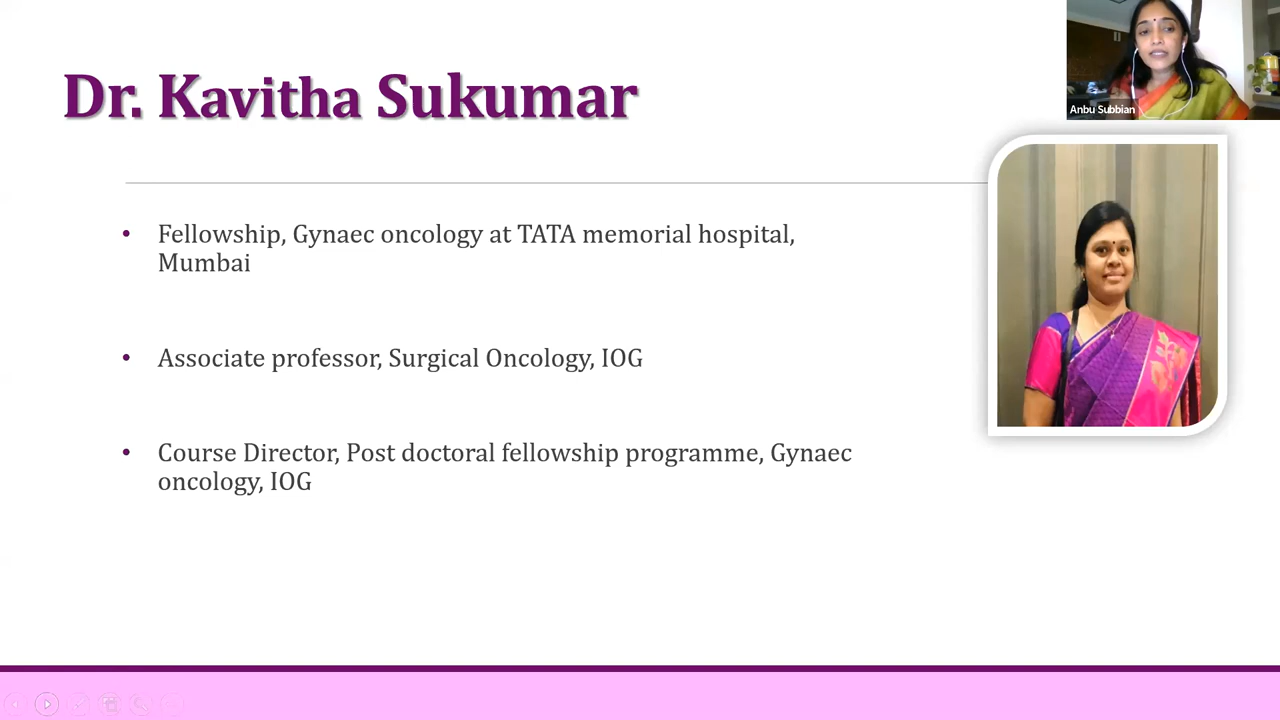 Dr. Kavitha Sukumar
Anbu Subbian
• Fellowship, Gynaec oncology at TATA memorial hospital,
Mumbai
• Associate professor, Surgical Oncology, IOG
• Course Director, Post doctoral fellowship programme, Gynaec
oncology, IOG